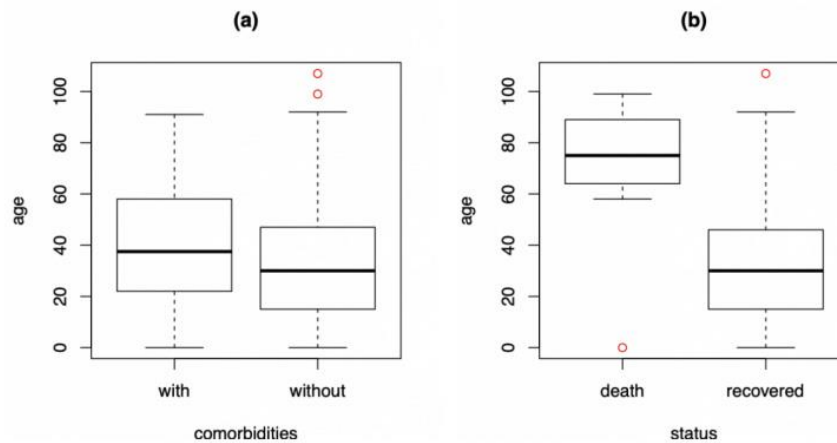 (a)
age
100
80
60
40
20
0
with without
comorbidities
(b)
age
100
80
60
40
20
0
death recovered
status